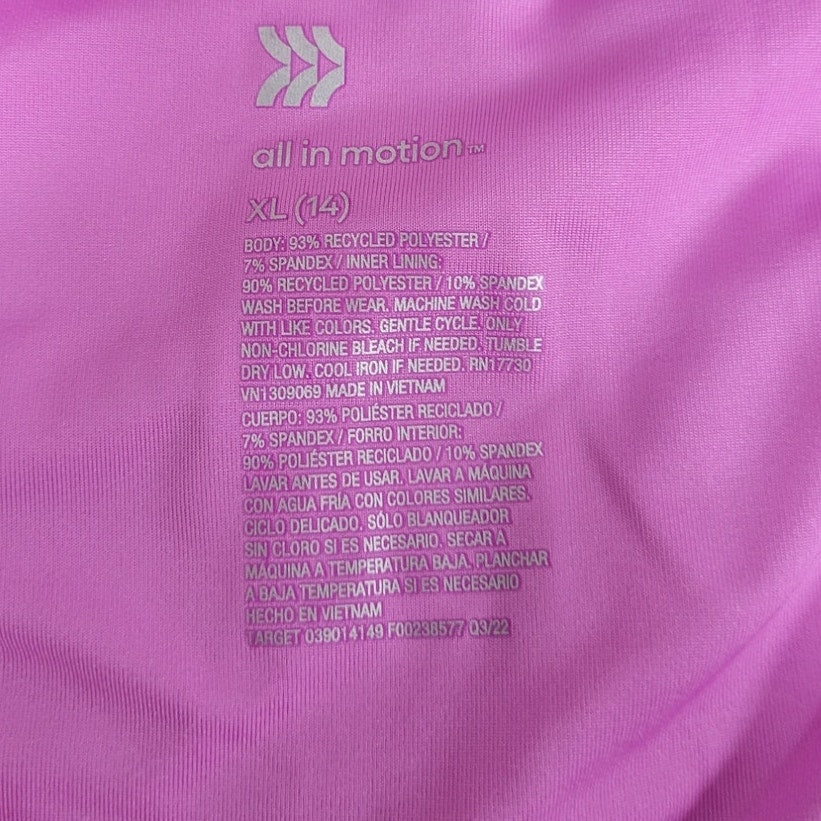 all in motion™
XL (14)
BODY: 93% RECYCLED POLYESTER /
7% SPANDEX / INNER LINING:
90% RECYCLED POLYESTER / 10% SPANDEX
WASH BEFORE WEAR. MACHINE WASH COLD
WITH LIKE COLORS. GENTLE CYCLE. ONLY
NON-CHLORINE BLEACH IF NEEDED. TUMBLE
DRY LOW. COOL IRON IF NEEDED. RN17730
VN1309069 MADE IN VIETNAM
CUERPO: 93% POLIÉSTER RECICLADO /
7% SPANDEX / FORRO INTERIOR:
90% POLIÉSTER RECICLADO / 10% SPANDEX
LAVAR ANTES DE USAR. LAVAR A MÁQUINA
CON AGUA FRÍA CON COLORES SIMILARES.
CICLO DELICADO. SÓLO BLANQUEADOR
SIN CLORO SI ES NECESARIO. SECAR A
MÁQUINA A TEMPERATURA BAJA. PLANCHAR
A BAJA TEMPERATURA SI ES NECESARIO
HECHO EN VIETNAM
TARGET 039014149 F00238577 Q3/22